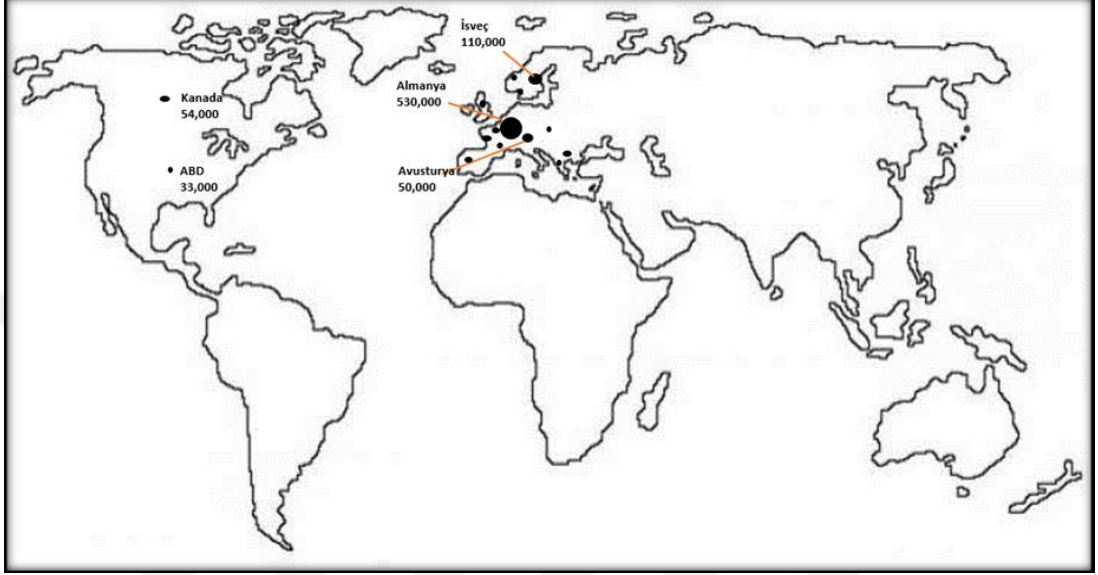 İsveç
110,000
Almanya
530,000
Kanada
54,000
ABD
33,000
Avusturya
50,000